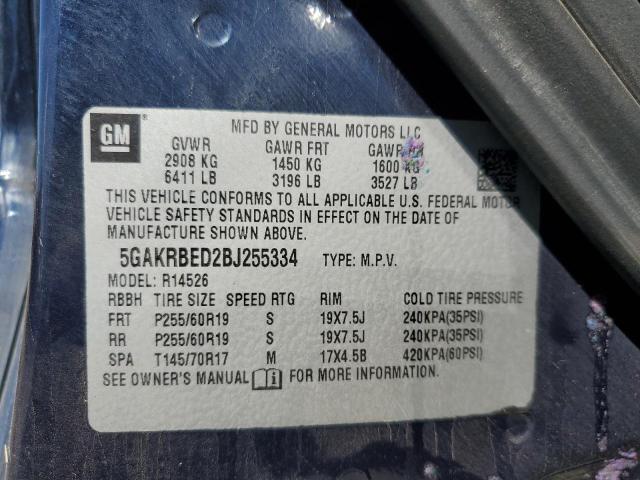 GM ®
MFD BY GENERAL MOTORS LLC
GVWR GAWR FRT GAWR RR
2908 KG 1450 KG 1600 KG
6411 LB 3196 LB 3527 LB
THIS VEHICLE CONFORMS TO ALL APPLICABLE U.S. FEDERAL MOTOR
VEHICLE SAFETY STANDARDS IN EFFECT ON THE DATE OF
MANUFACTURE SHOWN ABOVE.
5GAKRBED2BJ255334 TYPE: M.P.V.
MODEL: R14526
RBBH TIRE SIZE SPEED RTG RIM COLD TIRE PRESSURE
FRT P255/60R19 S 19X7.5J 240KPA(35PSI)
RR P255/60R19 S 19X7.5J 240KPA(35PSI)
SPA T145/70R17 M 17X4.5B 420KPA(60PSI)
SEE OWNER'S MANUAL FOR MORE INFORMATION.